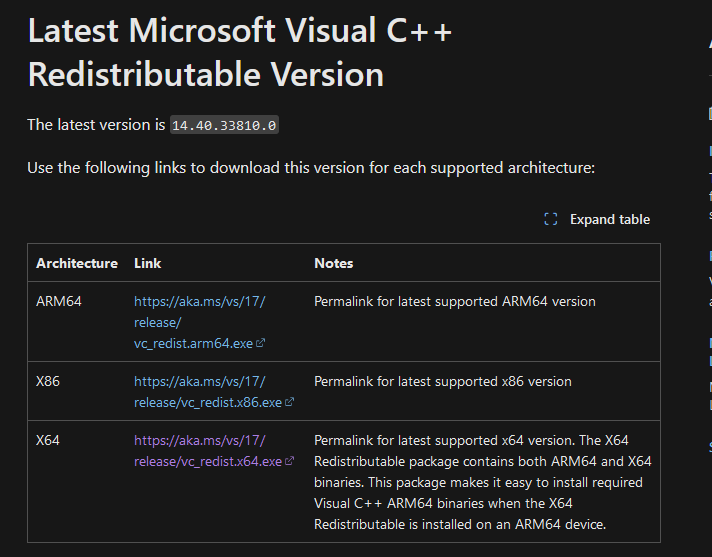 Latest Microsoft Visual C++
Redistributable Version
The latest version is 14.40.33810.0
Use the following links to download this version for each supported architecture:
Expand table
Architecture Link Notes
ARM64 https://aka.ms/vs/17/ Permalink for latest supported ARM64 version
release/
vc_redist.arm64.exe
X86 https://aka.ms/vs/17/ Permalink for latest supported x86 version
release/vc_redist.x86.exe
X64 https://aka.ms/vs/17/ Permalink for latest supported x64 version. The X64
release/vc_redist.x64.exe Redistributable package contains both ARM64 and X64
binaries. This package makes it easy to install required
Visual C++ ARM64 binaries when the X64
Redistributable is installed on an ARM64 device.